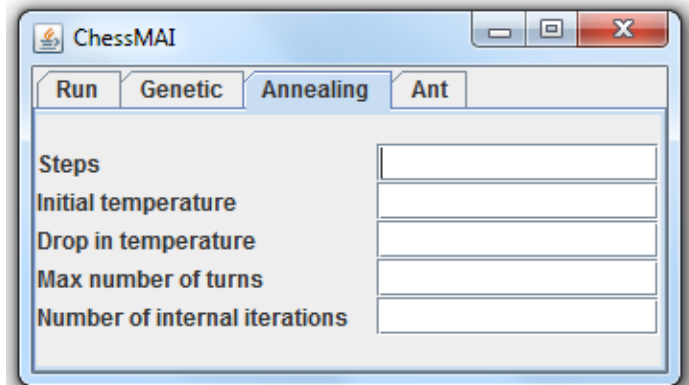 ChessMAI
Run Genetic Annealing Ant
Steps
Initial temperature
Drop in temperature
Max number of turns
Number of internal iterations